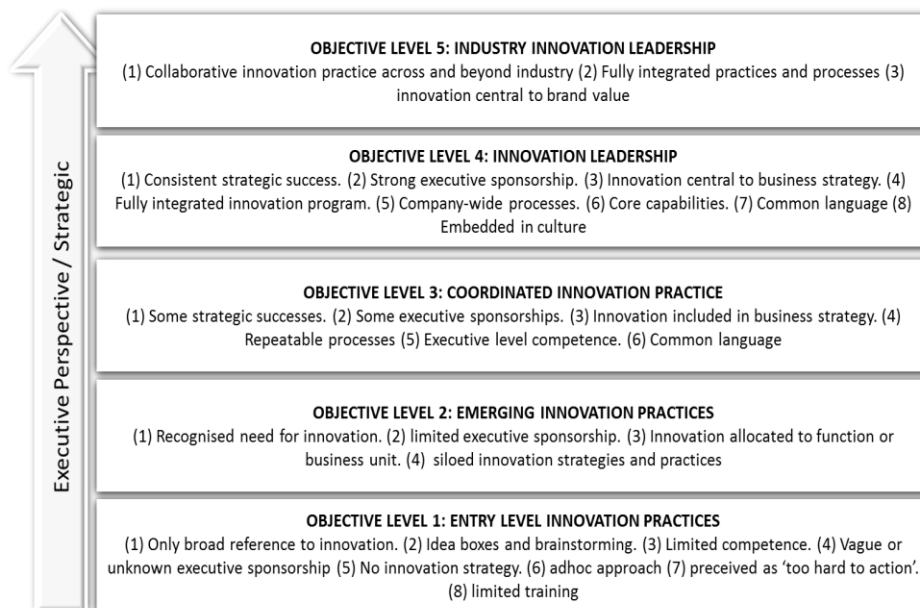 Executive Perspective / Strategic
OBJECTIVE LEVEL 5: INDUSTRY INNOVATION LEADERSHIP
(1) Collaborative innovation practice across and beyond industry (2) Fully integrated practices and processes (3)
innovation central to brand value
OBJECTIVE LEVEL 4: INNOVATION LEADERSHIP
(1) Consistent strategic success. (2) Strong executive sponsorship. (3) Innovation central to business strategy. (4)
Fully integrated innovation program. (5) Company-wide processes. (6) Core capabilities. (7) Common language (8)
Embedded in culture
OBJECTIVE LEVEL 3: COORDINATED INNOVATION PRACTICE
(1) Some strategic successes. (2) Some executive sponsorships. (3) Innovation included in business strategy. (4)
Repeatable processes (5) Executive level competence. (6) Common language
OBJECTIVE LEVEL 2: EMERGING INNOVATION PRACTICES
(1) Recognised need for innovation. (2) limited executive sponsorship. (3) Innovation allocated to function or
business unit. (4) siloed innovation strategies and practices
OBJECTIVE LEVEL 1: ENTRY LEVEL INNOVATION PRACTICES
(1) Only broad reference to innovation. (2) Idea boxes and brainstorming. (3) Limited competence. (4) Vague or
unknown executive sponsorship (5) No innovation strategy. (6) adhoc approach (7) preceived as 'too hard to action'.
(8) limited training